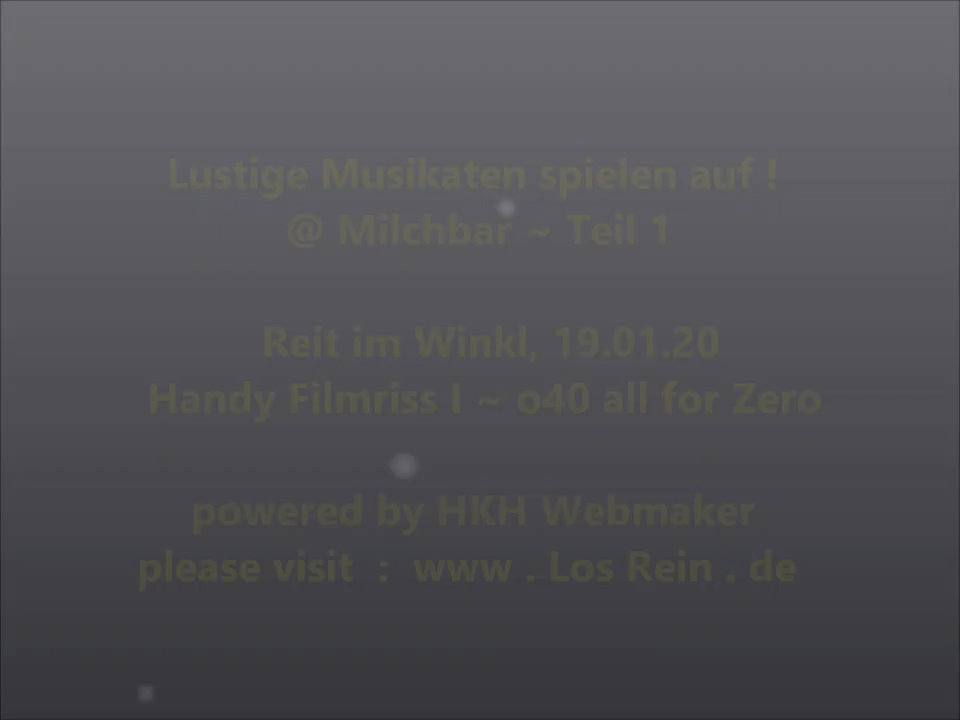 Lustige Musikaten spielen auf !
@ Milchbar ~ Teil 1
Reit im Winkl, 19.01.20
Handy Filmriss I ~ o40 all for Zero
powered by HKH Webmaker
please visit : www . Los Rein . de